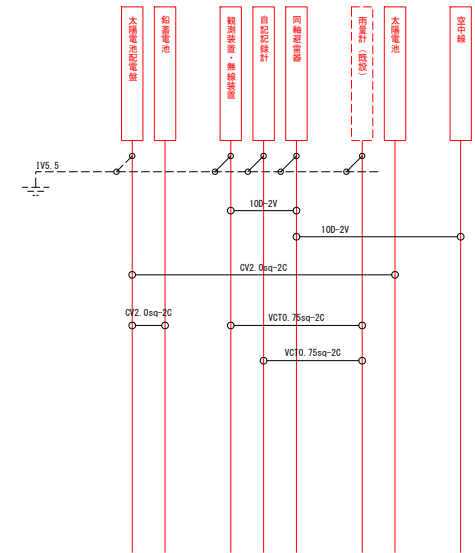 太陽電池配電盤
鉛蓄電池
観測装置・無線装置
自記記録計
同軸避雷器
雨量計（既設）
太陽電池
空中線
IV5.5
10D-2V
10D-2V
CV2.0sq-2C
CV2.0sq-2C
VCT0.75sq-2C
VCT0.75sq-2C